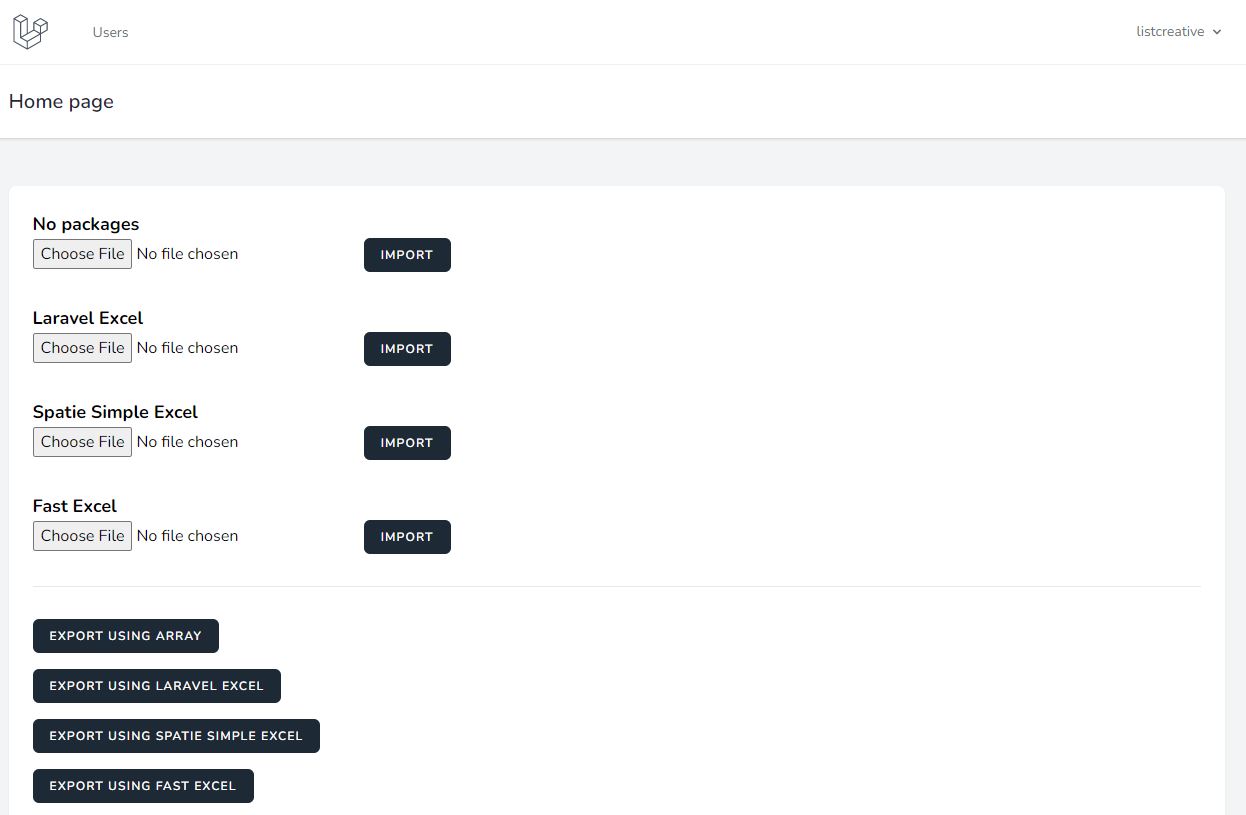 Users
listcreative
Home page
No packages
Choose File No file chosen IMPORT
Laravel Excel
Choose File No file chosen IMPORT
Spatie Simple Excel
Choose File No file chosen IMPORT
Fast Excel
Choose File No file chosen IMPORT
EXPORT USING ARRAY
EXPORT USING LARAVEL EXCEL
EXPORT USING SPATIE SIMPLE EXCEL
EXPORT USING FAST EXCEL